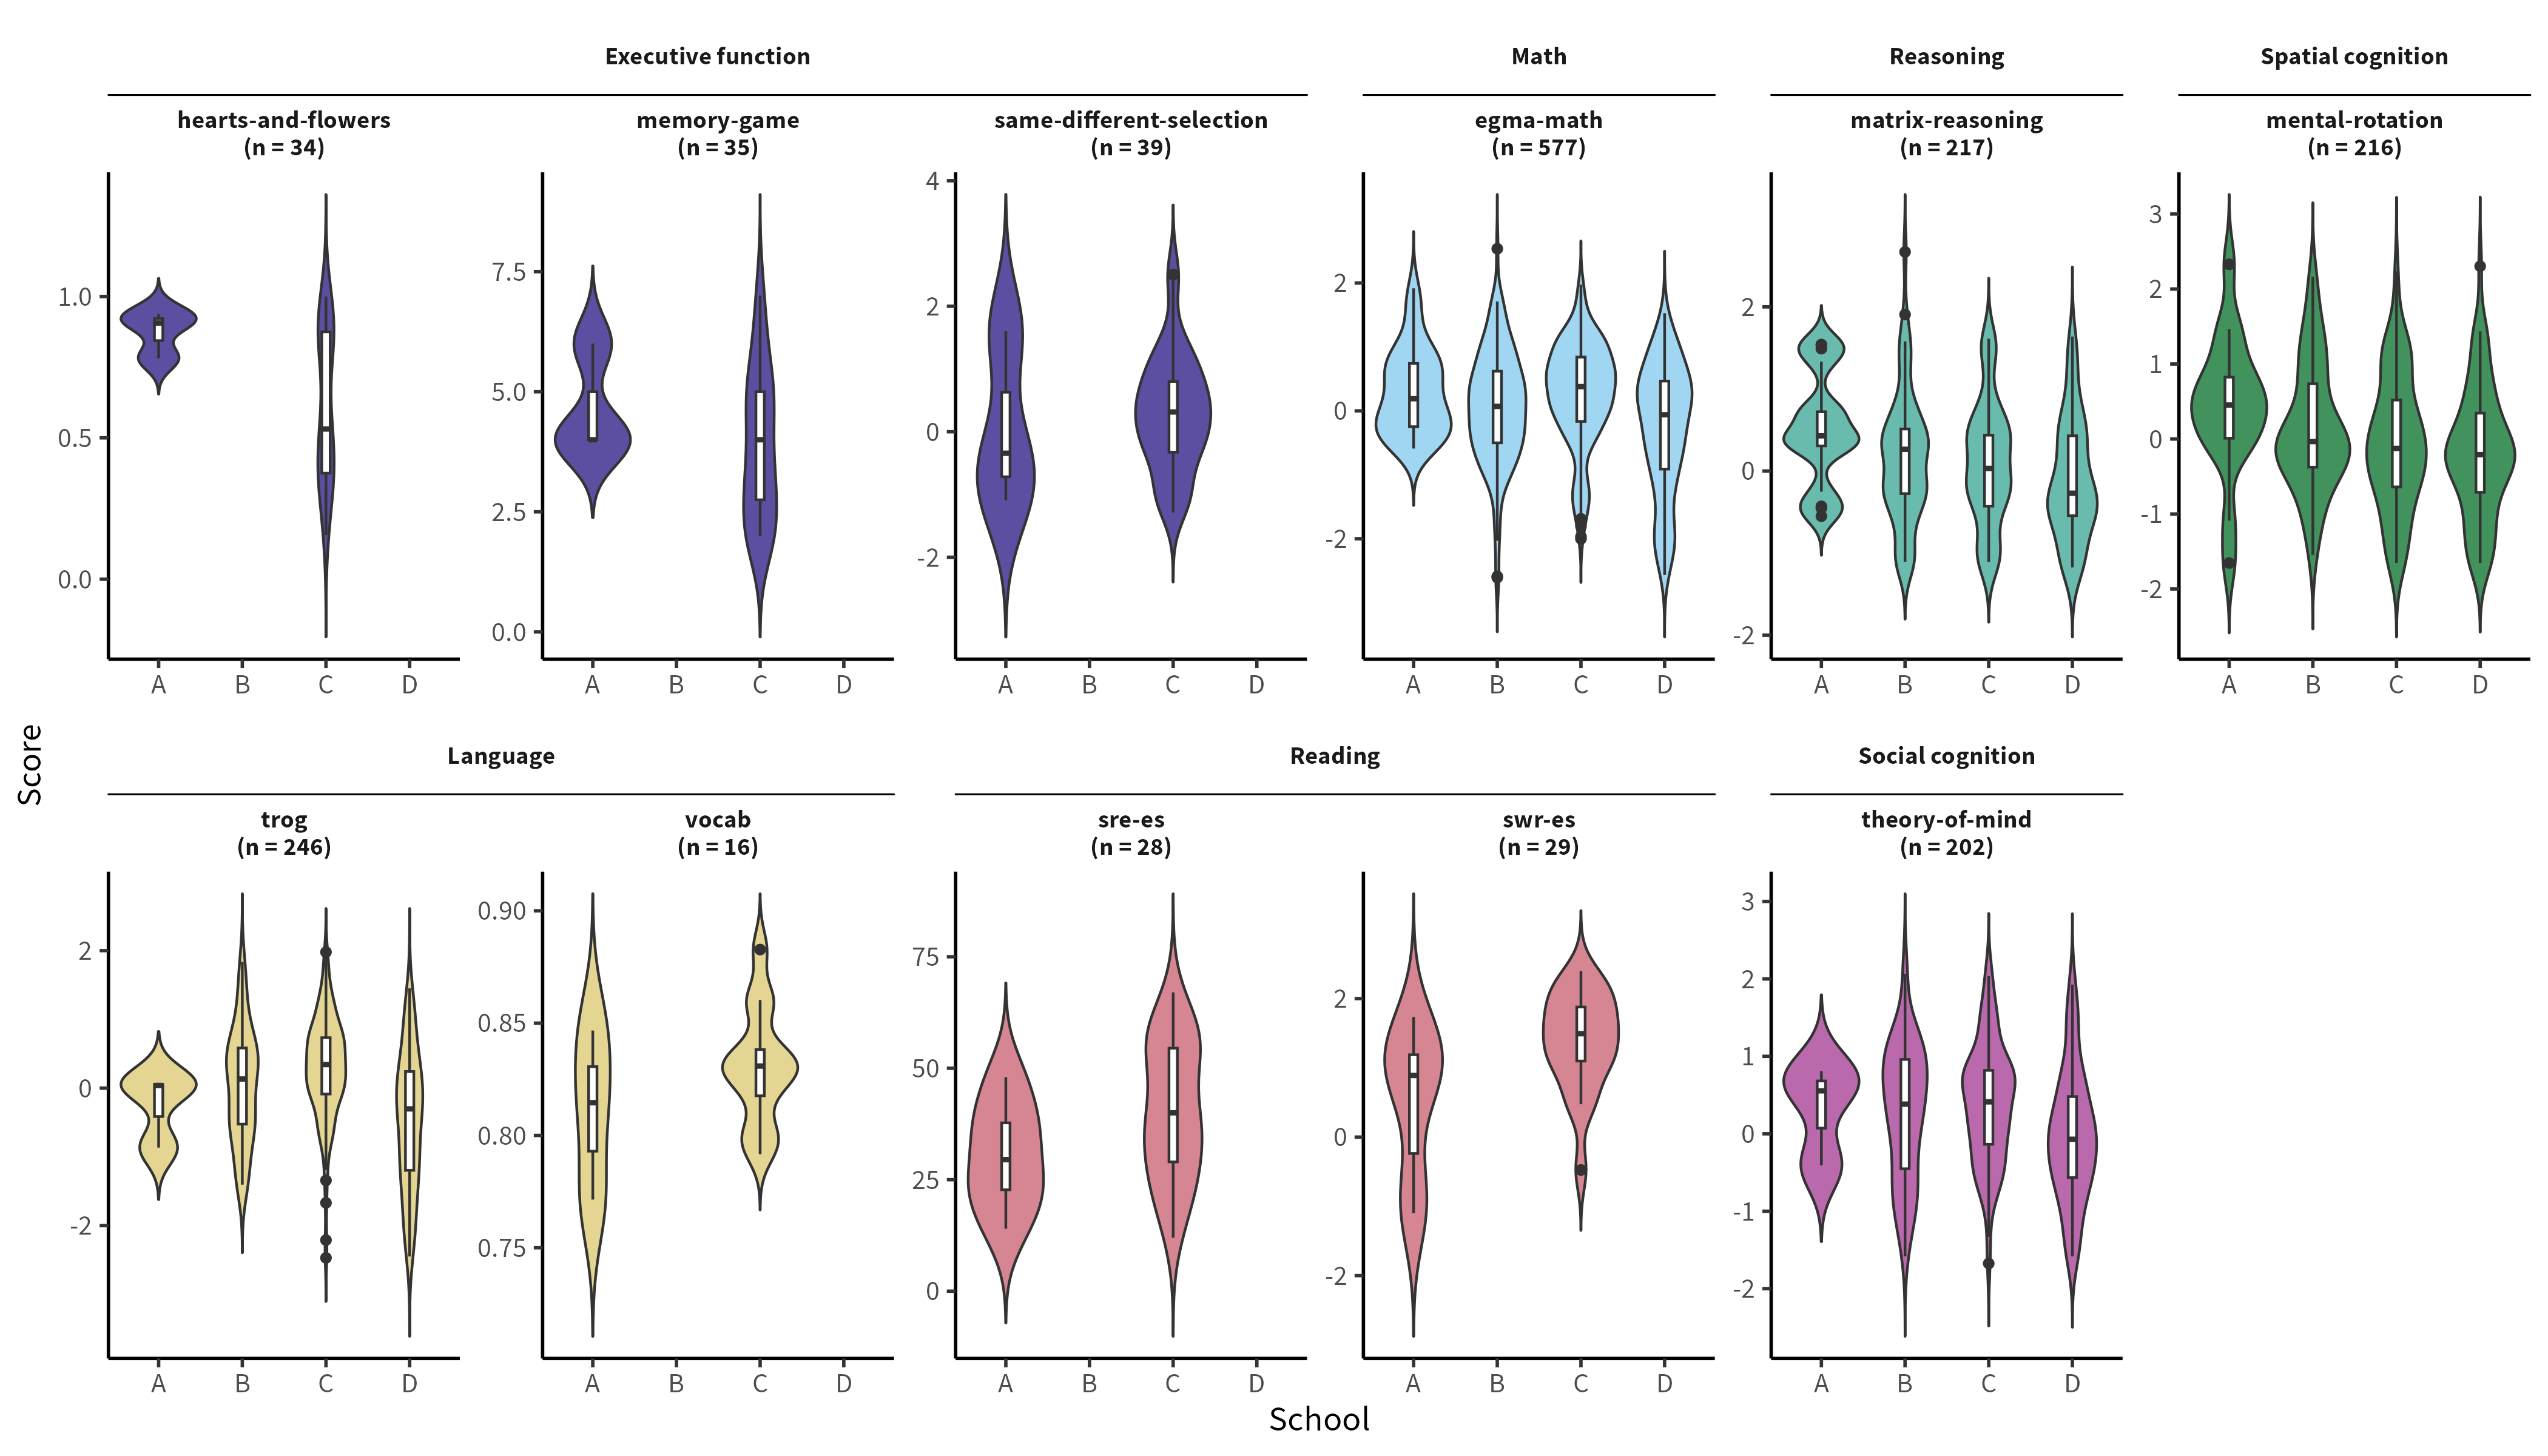 Executive function
Math
Reasoning
Spatial cognition
hearts-and-flowers
(n = 34)
memory-game
(n = 35)
same-different-selection
(n = 39)
egma-math
(n = 577)
matrix-reasoning
(n = 217)
mental-rotation
(n = 216)
1.0
0.5
0.0
A B C D
7.5
5.0
2.5
0.0
A B C D
4
2
0
-2
A B C D
2
0
-2
A B C D
2
0
-2
A B C D
3
2
1
0
-1
-2
A B C D
Score
Language
Reading
Social cognition
trog
(n = 246)
vocab
(n = 16)
sre-es
(n = 28)
swr-es
(n = 29)
theory-of-mind
(n = 202)
2
0
-2
A B C D
0.90
0.85
0.80
0.75
A B C D
75
50
25
0
A B C D
2
0
-2
A B C D
3
2
1
0
-1
-2
A B C D
School